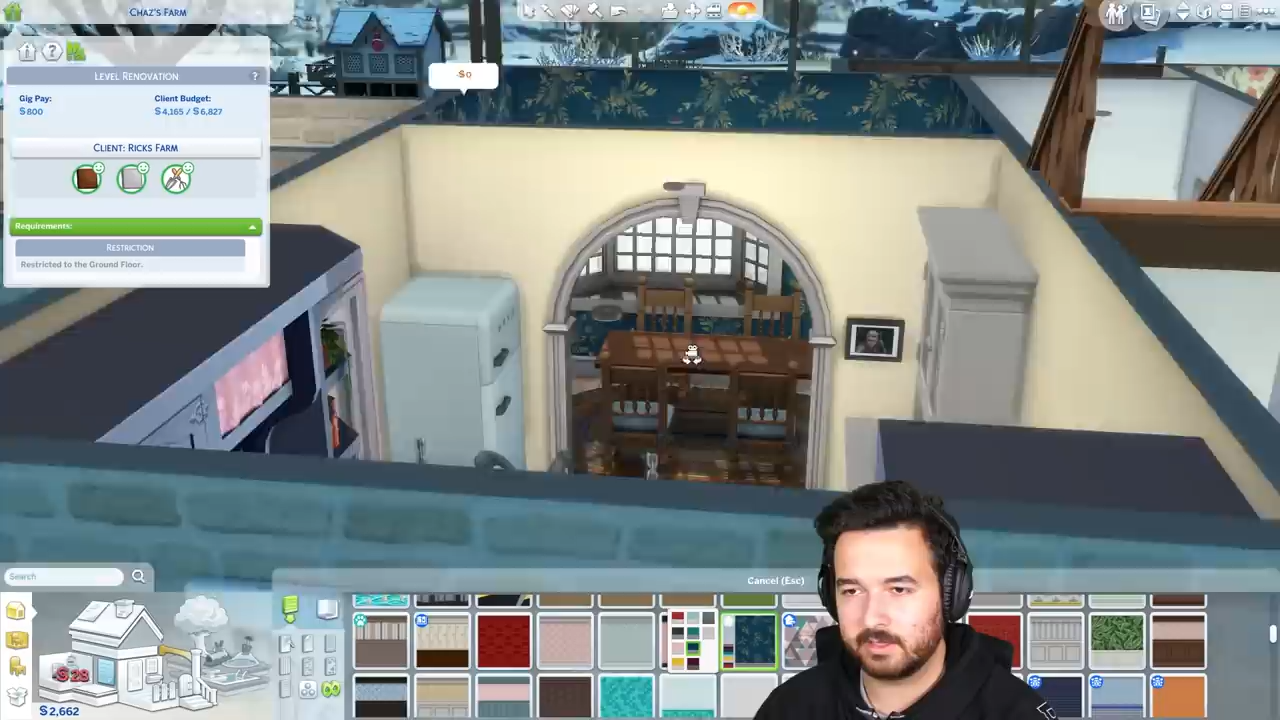 CHAZ'S FARM
-$0
LEVEL RENOVATION
?
?
Gig Pay:
Client Budget:
$800
$4,165 / $6,827
CLIENT: RICKS FARM
Requirements:
RESTRICTION
Restricted to the Ground Floor.
Cancel (Esc)
Search
-$28
$2,662